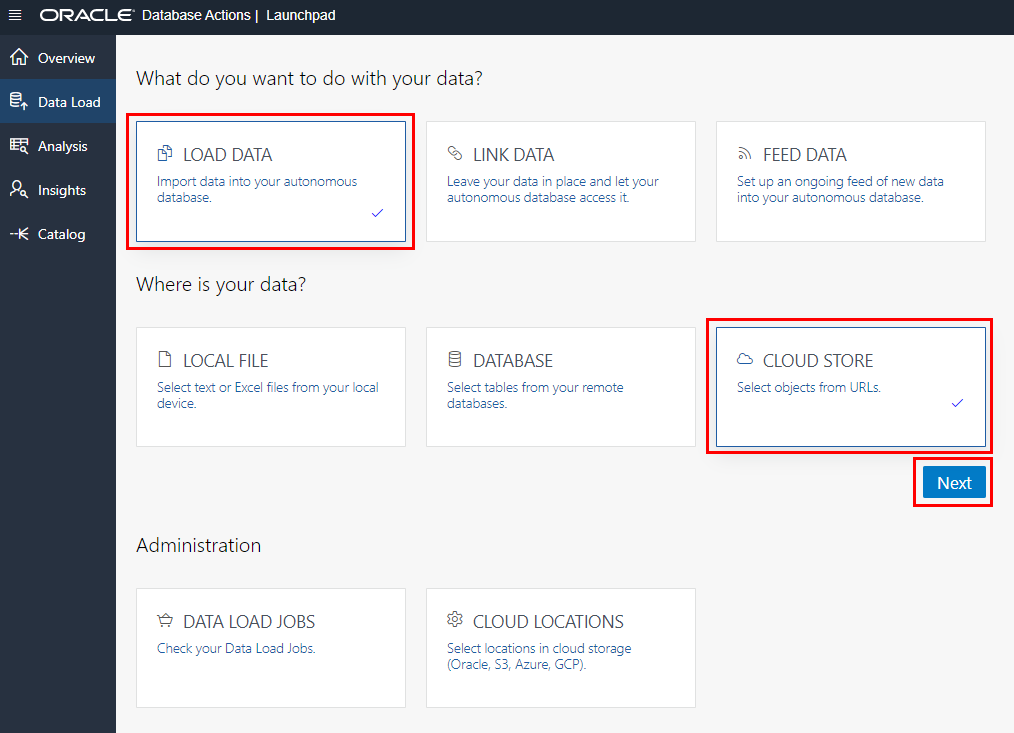 ORACLE Database Actions | Launchpad
Overview
Data Load
Analysis
Insights
Catalog
What do you want to do with your data?
LOAD DATA
Import data into your autonomous
database.
LINK DATA
Leave your data in place and let your
autonomous database access it.
FEED DATA
Set up an ongoing feed of new data
into your autonomous database.
Where is your data?
LOCAL FILE
Select text or Excel files from your local
device.
DATABASE
Select tables from your remote
databases.
CLOUD STORE
Select objects from URLs.
Next
Administration
DATA LOAD JOBS
Check your Data Load Jobs.
CLOUD LOCATIONS
Select locations in cloud storage
(Oracle, S3, Azure, GCP).